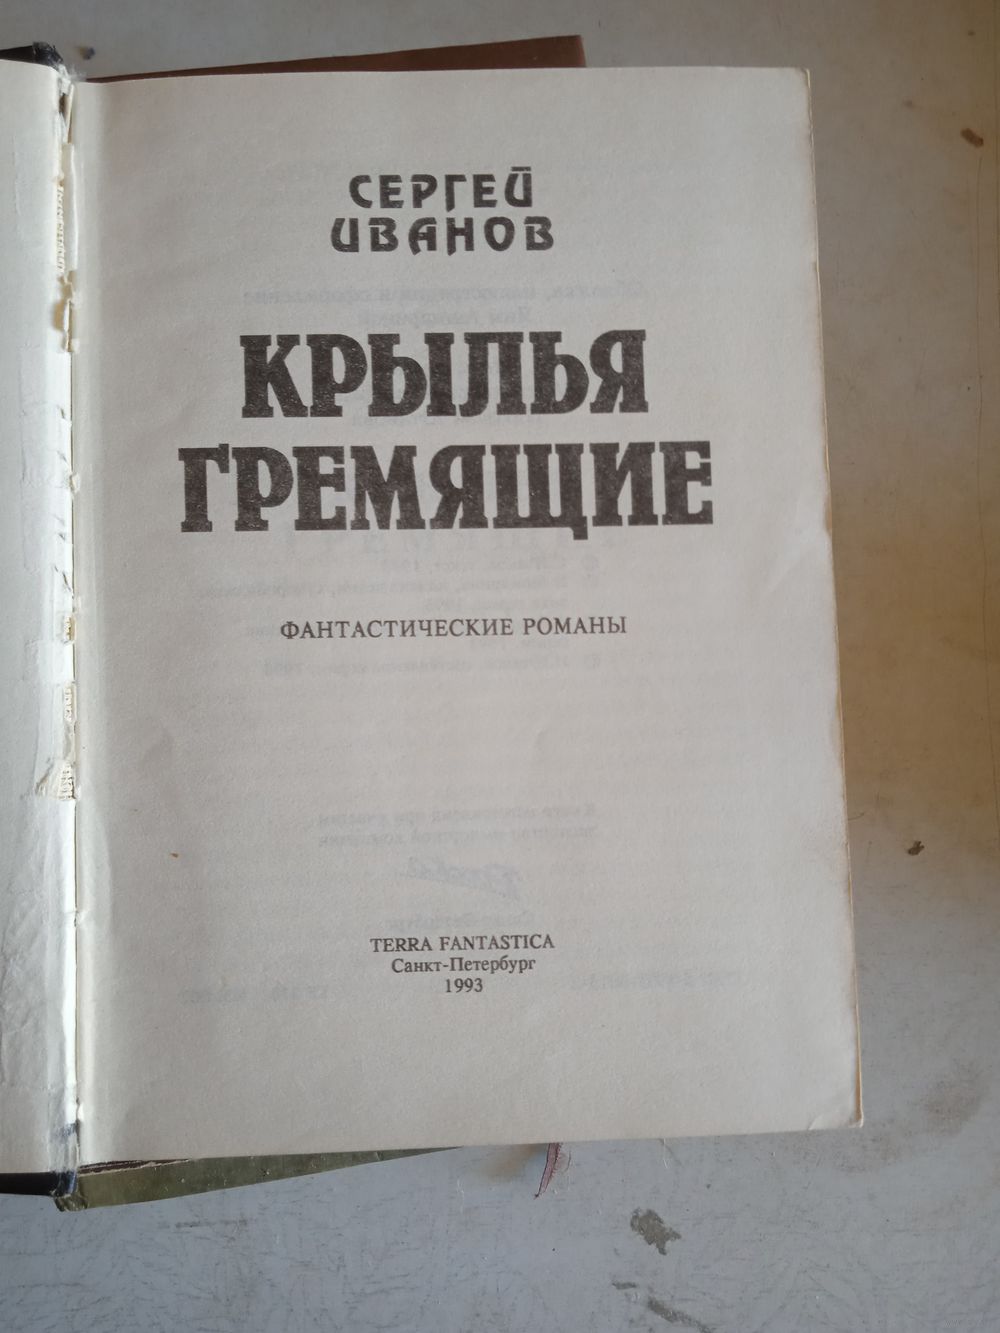 СЕРГЕЙ
ИВАНОВ
КРЫЛЬЯ
ГРЕМЯЩИЕ
ФАНТАСТИЧЕСКИЕ РОМАНЫ
TERRA FANTASTICA
Санкт-Петербург
1993